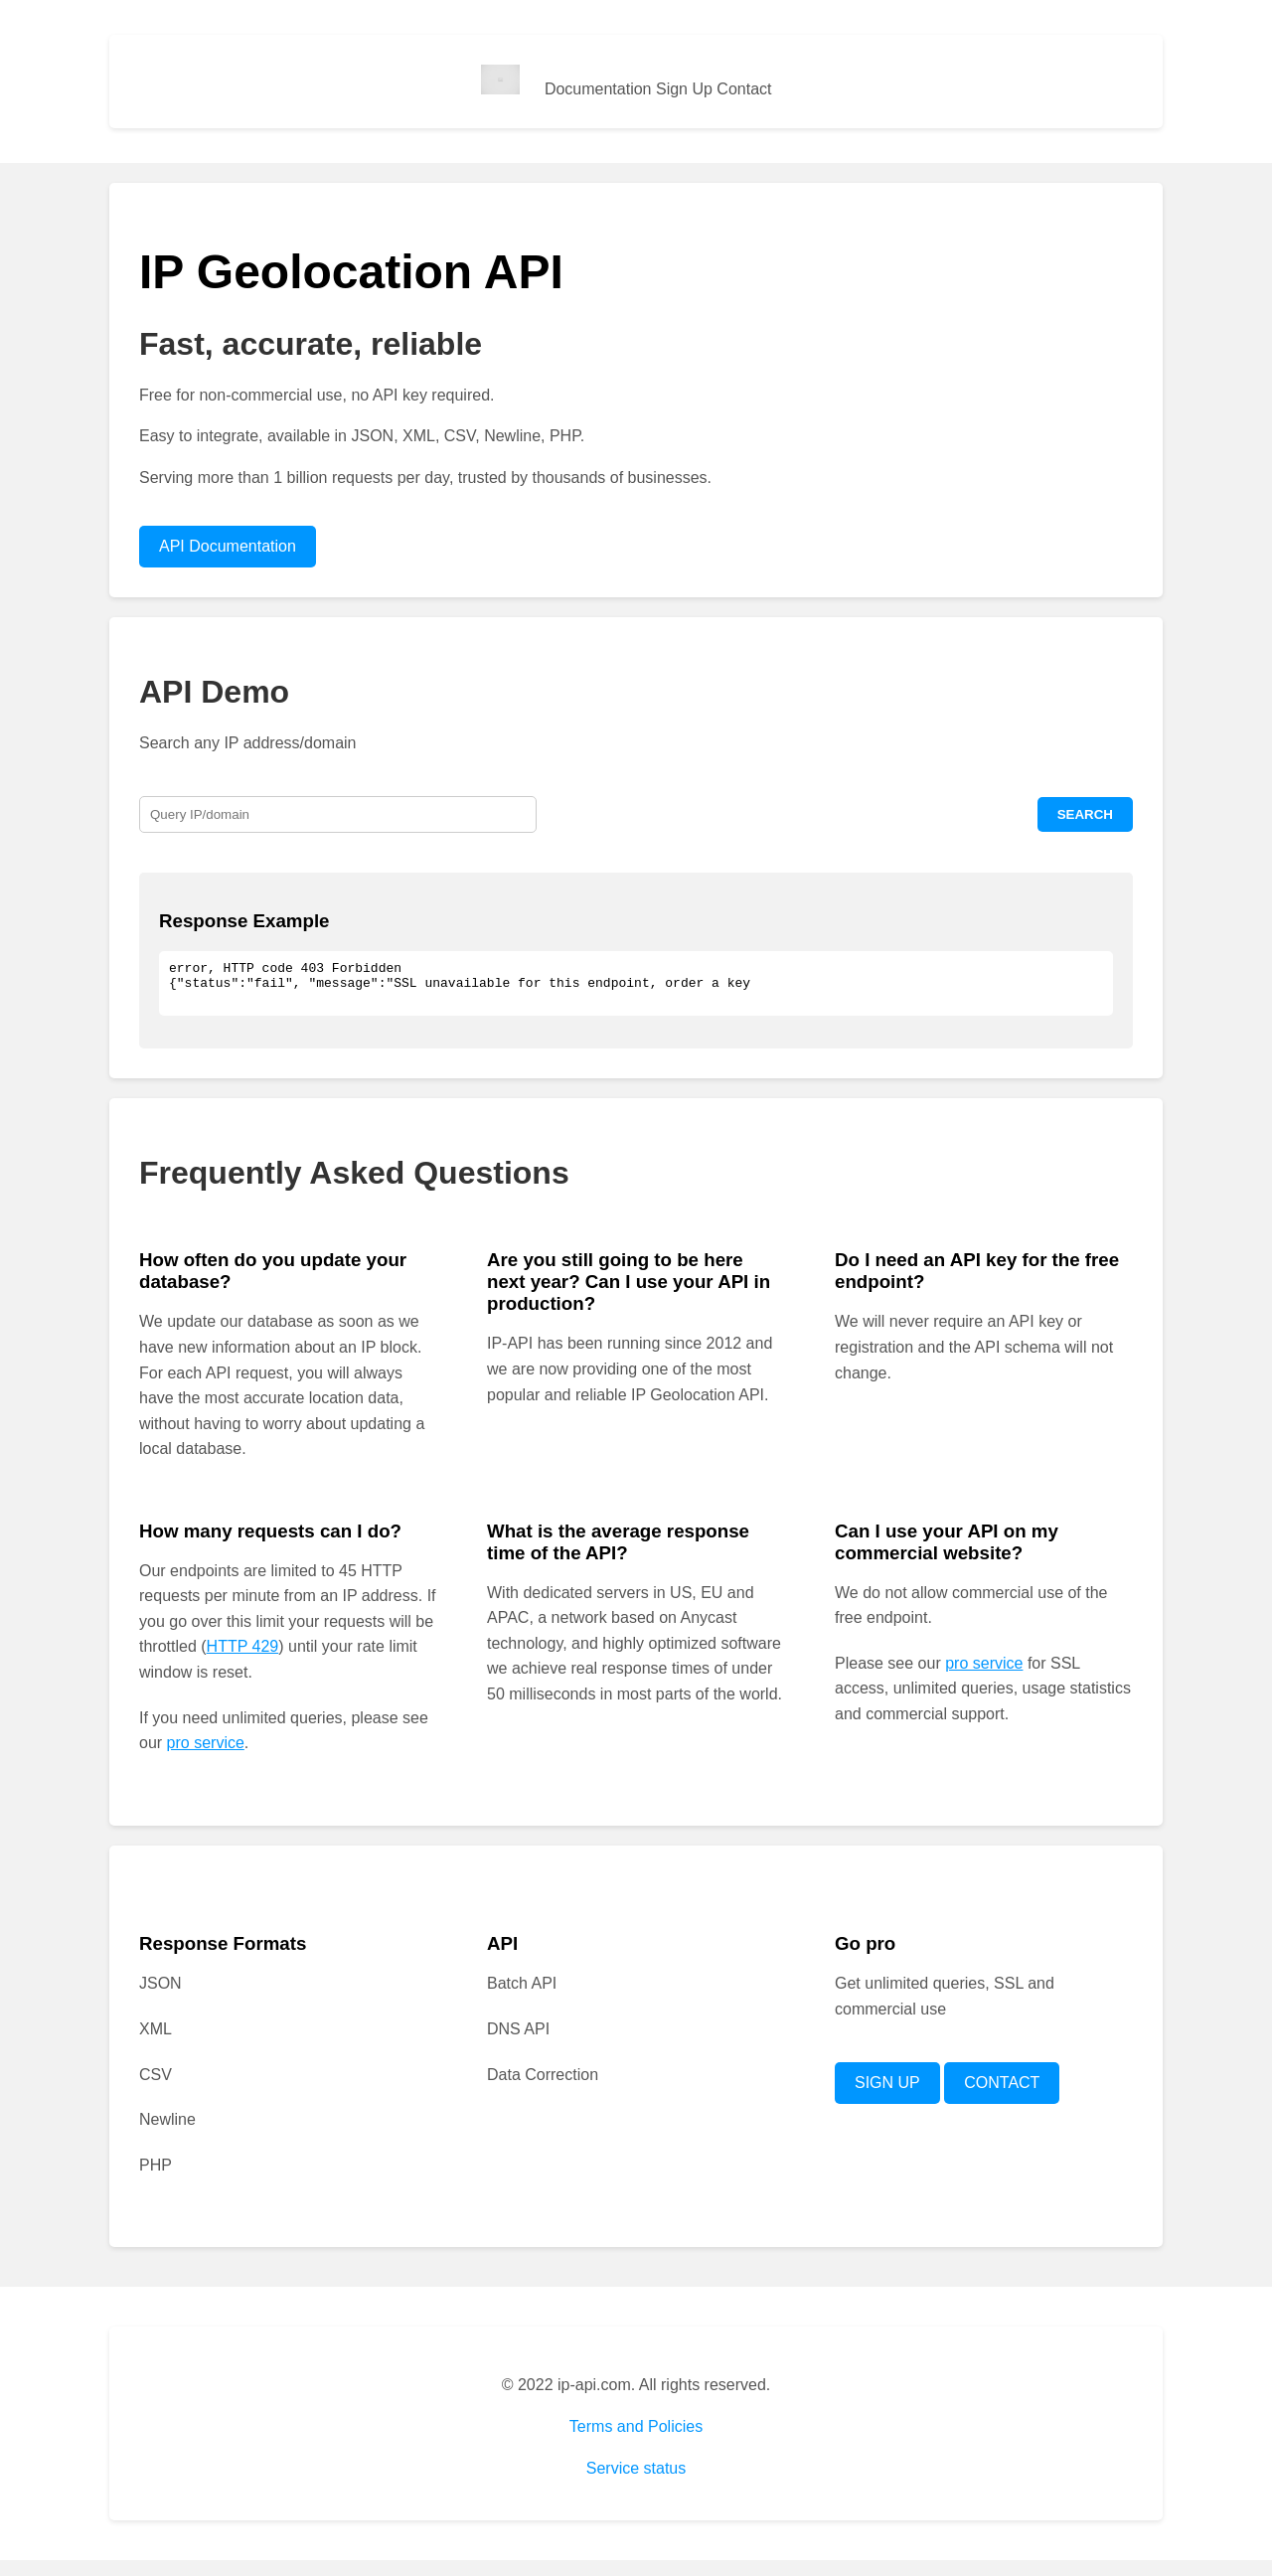 Documentation Sign Up Contact
IP Geolocation API
Fast, accurate, reliable
Free for non-commercial use, no API key required.
Easy to integrate, available in JSON, XML, CSV, Newline, PHP.
Serving more than 1 billion requests per day, trusted by thousands of businesses.
API Documentation
API Demo
Search any IP address/domain
Query IP/domain
SEARCH
Response Example
error, HTTP code 403 Forbidden
{"status":"fail", "message":"SSL unavailable for this endpoint, order a key
Frequently Asked Questions
How often do you update your
database?
We update our database as soon as we
have new information about an IP block.
For each API request, you will always
have the most accurate location data,
without having to worry about updating a
local database.
Are you still going to be here
next year? Can I use your API in
production?
IP-API has been running since 2012 and
we are now providing one of the most
popular and reliable IP Geolocation API.
Do I need an API key for the free
endpoint?
We will never require an API key or
registration and the API schema will not
change.
How many requests can I do?
Our endpoints are limited to 45 HTTP
requests per minute from an IP address. If
you go over this limit your requests will be
throttled (HTTP 429) until your rate limit
window is reset.
If you need unlimited queries, please see
our pro service.
What is the average response
time of the API?
With dedicated servers in US, EU and
APAC, a network based on Anycast
technology, and highly optimized software
we achieve real response times of under
50 milliseconds in most parts of the world.
Can I use your API on my
commercial website?
We do not allow commercial use of the
free endpoint.
Please see our pro service for SSL
access, unlimited queries, usage statistics
and commercial support.
Response Formats
JSON
XML
CSV
Newline
PHP
API
Batch API
DNS API
Data Correction
Go pro
Get unlimited queries, SSL and
commercial use
SIGN UP
CONTACT
© 2022 ip-api.com. All rights reserved.
Terms and Policies
Service status